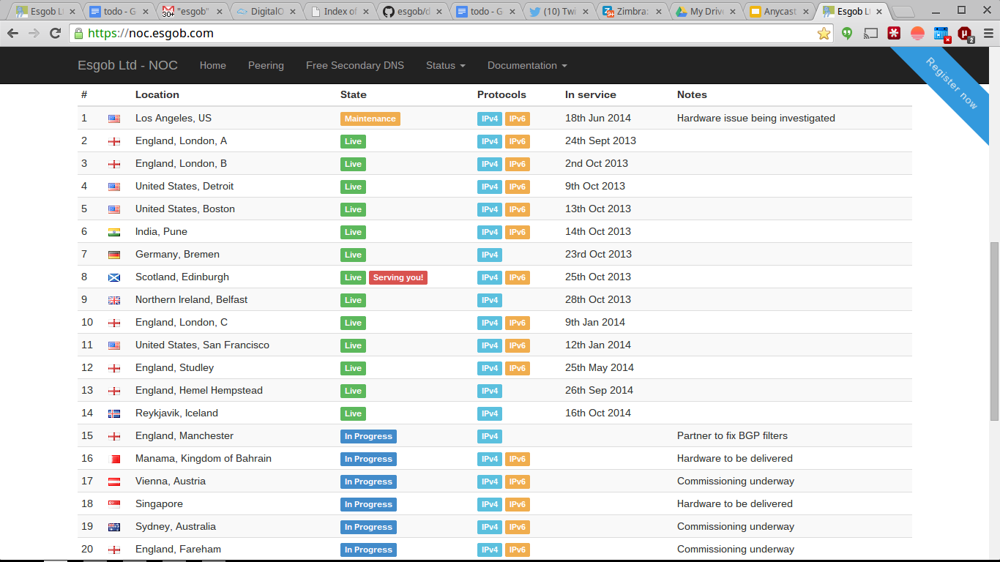 Esgob Lt
todo - G
"esgob"
DigitalO
Index of
esgob/d
todo - G
(10) Twi
Zimbra:
My Drive
Anycast
Esgob Lt
30+
https://noc.esgob.com
2
Esgob Ltd - NOC Home Peering Free Secondary DNS Status Documentation
Register now
# Location State Protocols In service Notes
1 Los Angeles, US Maintenance IPv4 IPv6 18th Jun 2014 Hardware issue being investigated
2 England, London, A Live IPv4 IPv6 24th Sept 2013
3 England, London, B Live IPv4 IPv6 2nd Oct 2013
4 United States, Detroit Live IPv4 IPv6 9th Oct 2013
5 United States, Boston Live IPv4 IPv6 13th Oct 2013
6 India, Pune Live IPv4 IPv6 14th Oct 2013
7 Germany, Bremen Live IPv4 23rd Oct 2013
8 Scotland, Edinburgh Live Serving you! IPv4 IPv6 25th Oct 2013
9 Northern Ireland, Belfast Live IPv4 28th Oct 2013
10 England, London, C Live IPv4 IPv6 9th Jan 2014
11 United States, San Francisco Live IPv4 IPv6 12th Jan 2014
12 England, Studley Live IPv4 IPv6 25th May 2014
13 England, Hemel Hempstead Live IPv4 26th Sep 2014
14 Reykjavik, Iceland Live IPv4 16th Oct 2014
15 England, Manchester In Progress IPv4 Partner to fix BGP filters
16 Manama, Kingdom of Bahrain In Progress IPv4 IPv6 Hardware to be delivered
17 Vienna, Austria In Progress IPv4 IPv6 Commissioning underway
18 Singapore In Progress IPv4 IPv6 Hardware to be delivered
19 Sydney, Australia In Progress IPv4 IPv6 Commissioning underway
20 England, Fareham In Progress IPv4 IPv6 Commissioning underway